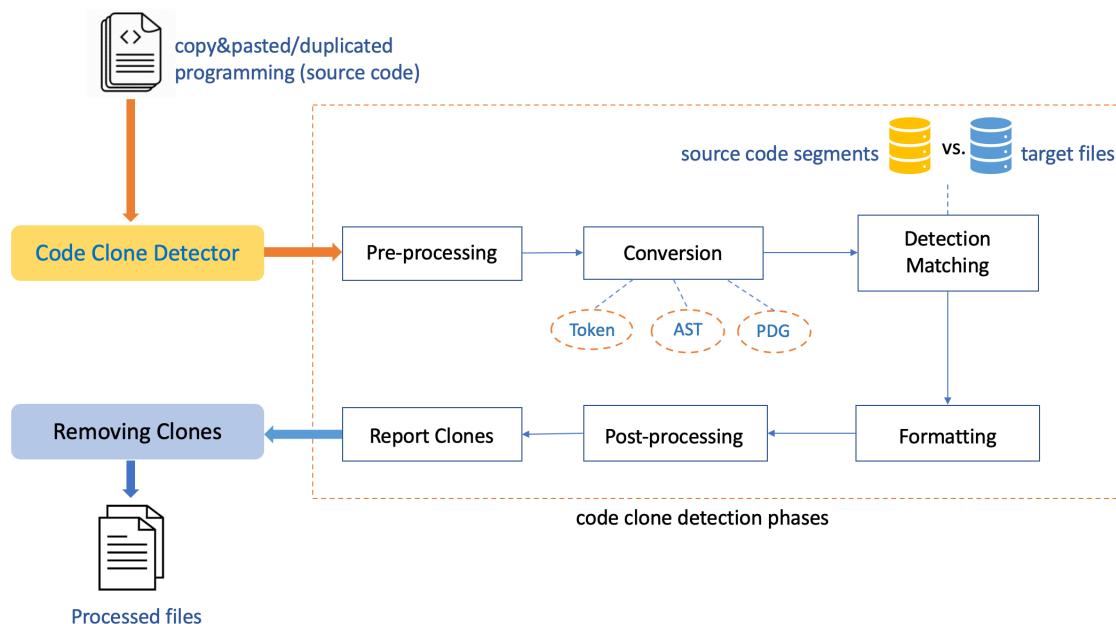 copy&pasted/duplicated
programming (source code)
source code segments
vs.
target files
Code Clone Detector
Pre-processing
Conversion
Detection
Matching
Token
AST
PDG
Removing Clones
Report Clones
Post-processing
Formatting
code clone detection phases
Processed files